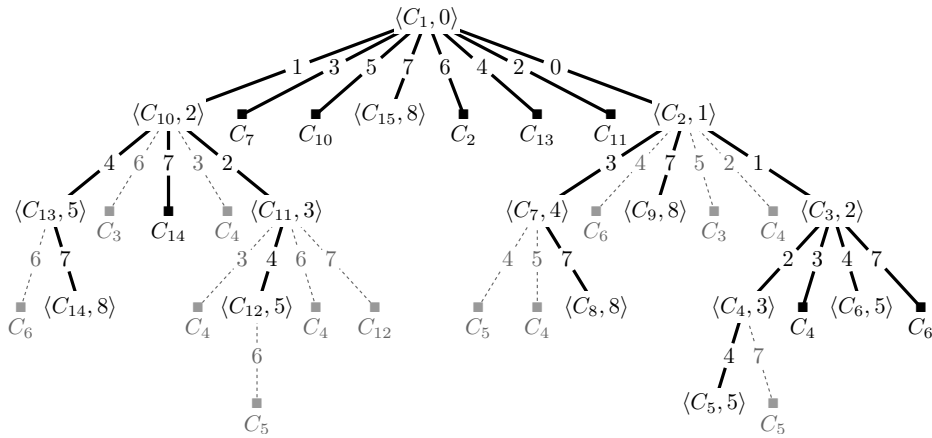 ⟨C₁, 0⟩
1 3 5 7 6 4 2 0
⟨C₁₀, 2⟩ C₇ C₁₀ ⟨C₁₅, 8⟩ C₂ C₁₃ C₁₁ ⟨C₂, 1⟩
4 6 7 3 2 3 4 7 5 2 1
⟨C₁₃, 5⟩ C₃ C₁₄ C₄ ⟨C₁₁, 3⟩ ⟨C₇, 4⟩ C₆ ⟨C₉, 8⟩ C₃ C₄ ⟨C₃, 2⟩
6 7 3 4 6 7 4 5 7 2 3 4 7
C₆ ⟨C₁₄, 8⟩ C₄ ⟨C₁₂, 5⟩ C₄ C₁₂ C₅ C₄ ⟨C₈, 8⟩ ⟨C₄, 3⟩ C₄ ⟨C₆, 5⟩ C₆
6 4 7
C₅ ⟨C₅, 5⟩ C₅